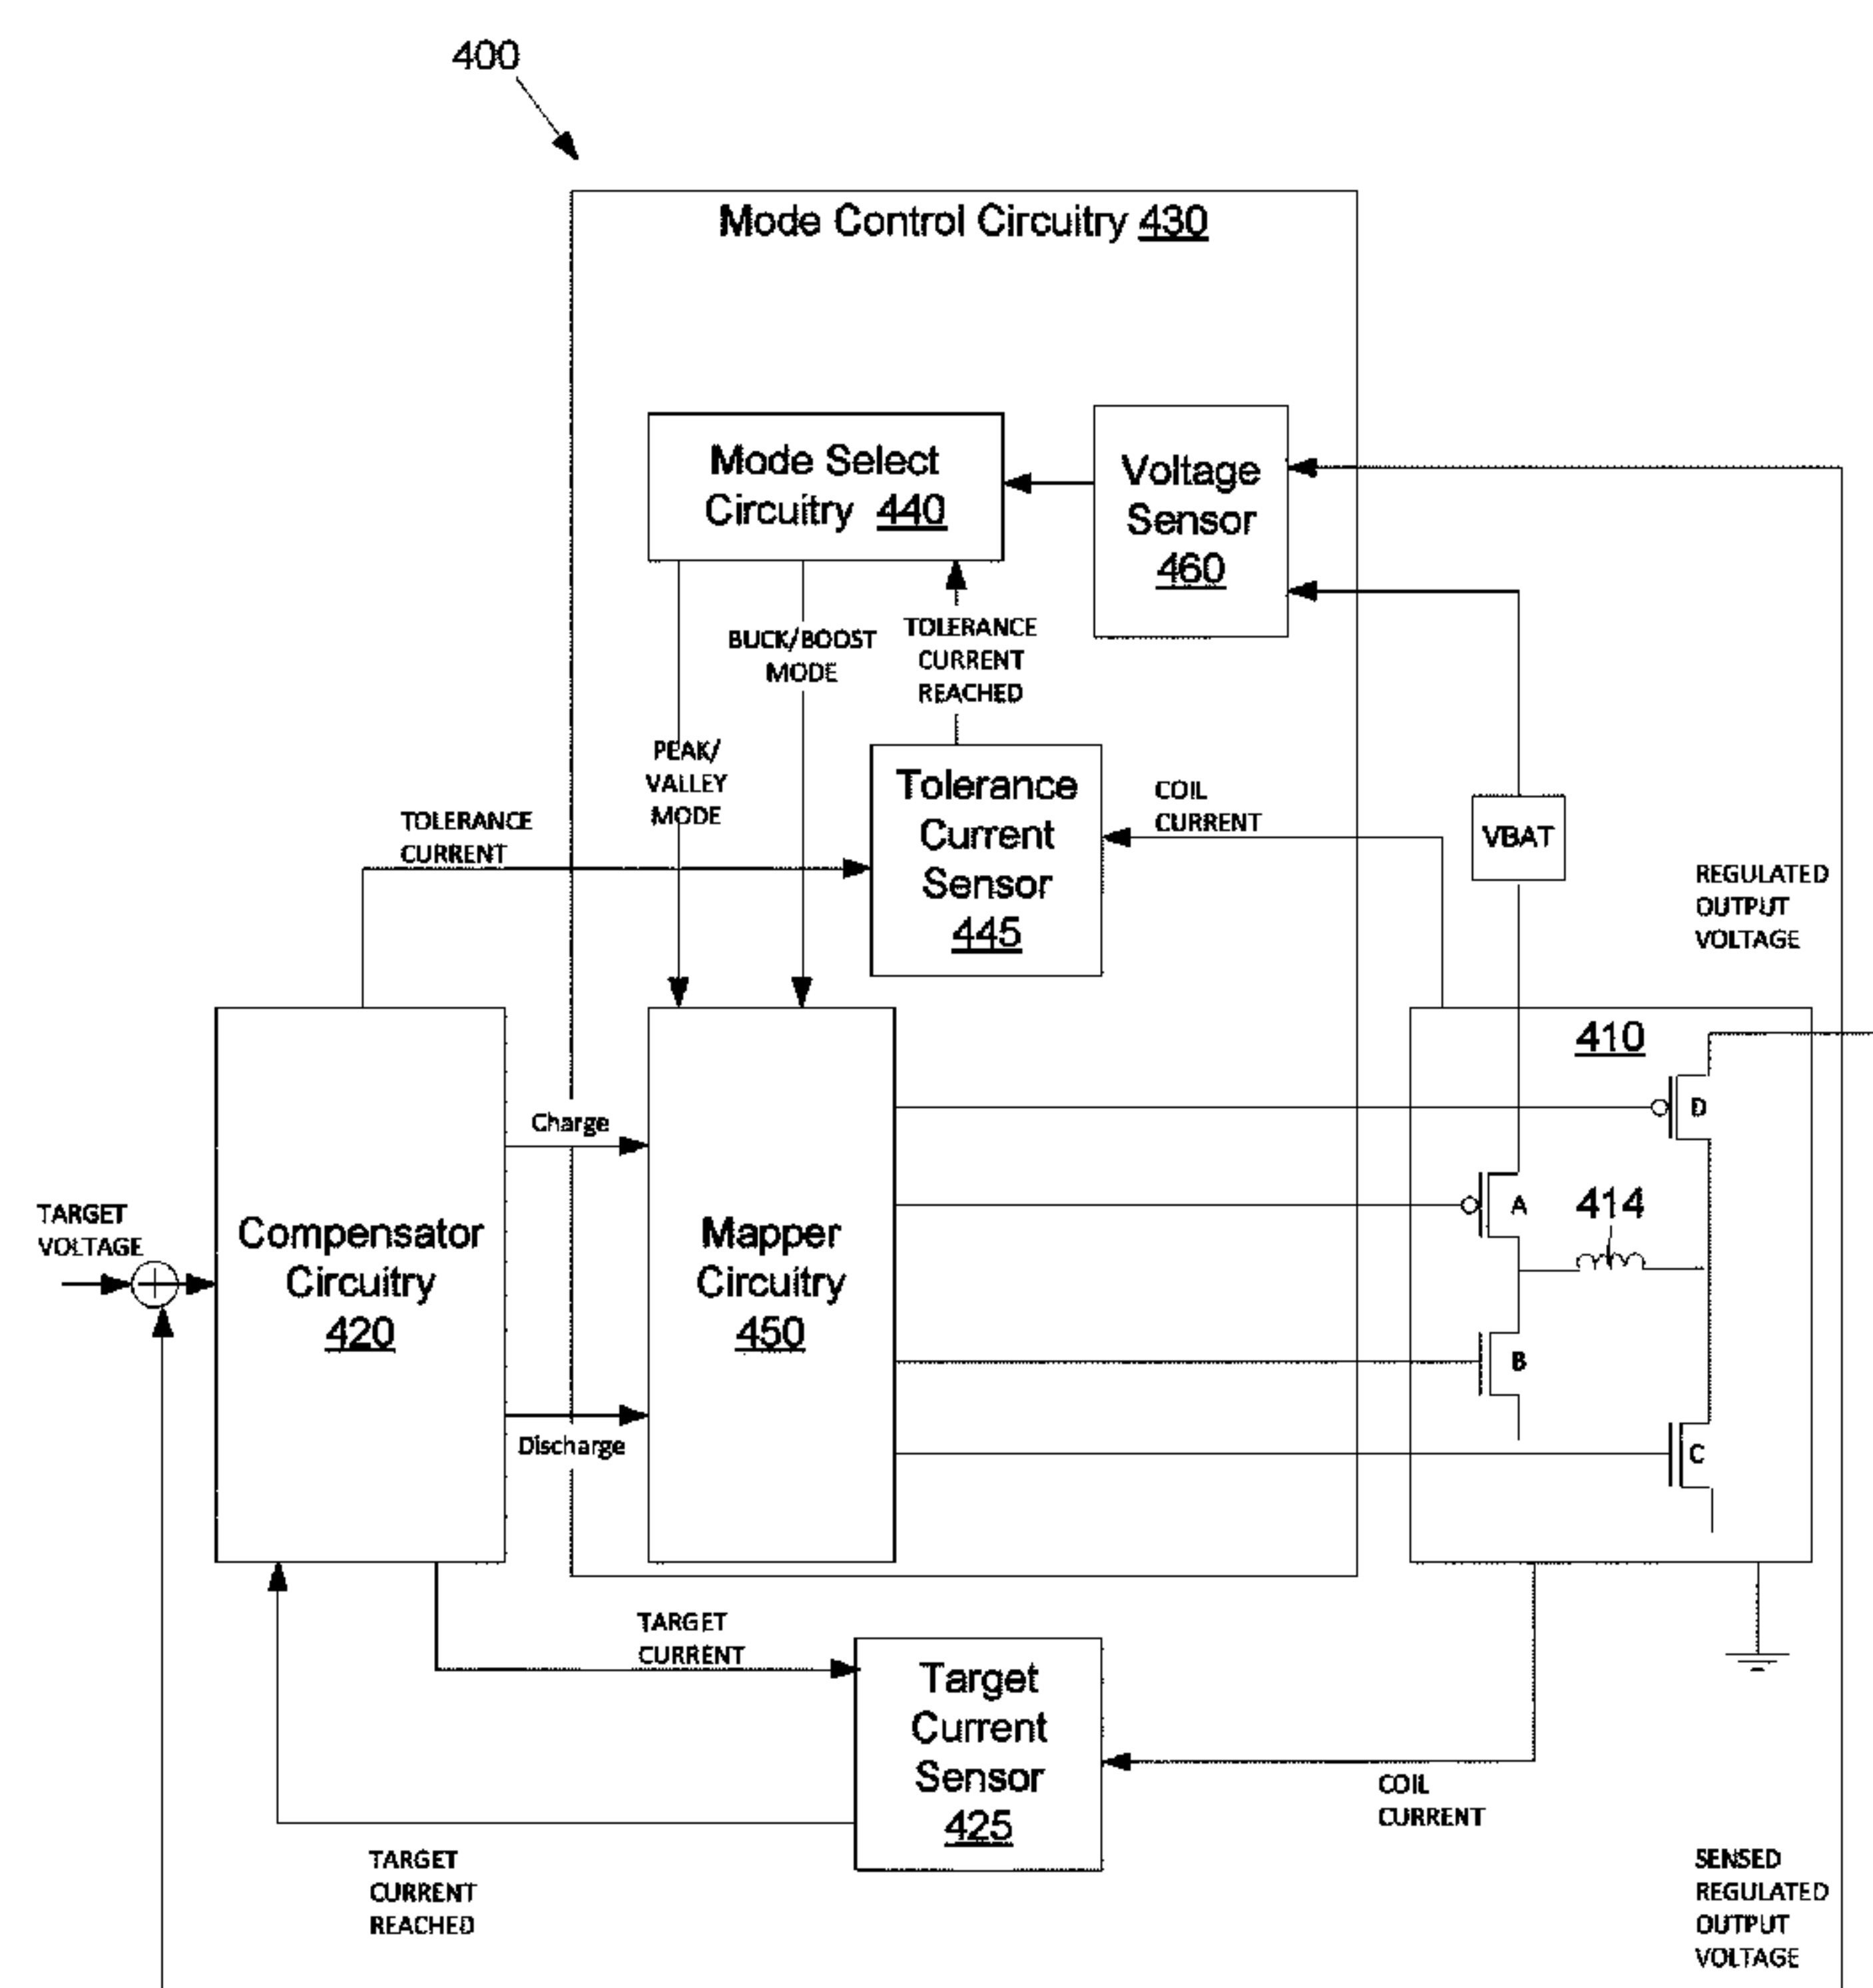 400
Mode Control Circuitry 430
Mode Select
Circuitry 440
Voltage
Sensor
460
BUCK/BOOST
MODE
TOLERANCE
CURRENT
REACHED
PEAK/
VALLEY
MODE
TOLERANCE
CURRENT
Tolerance
Current
Sensor
445
COIL
CURRENT
VBAT
REGULATED
OUTPUT
VOLTAGE
410
D
Charge
A
414
TARGET
VOLTAGE
Compensator
Circuitry
420
Mapper
Circuitry
450
B
C
Discharge
TARGET
CURRENT
Target
Current
Sensor
425
COIL
CURRENT
TARGET
CURRENT
REACHED
SENSED
REGULATED
OUTPUT
VOLTAGE